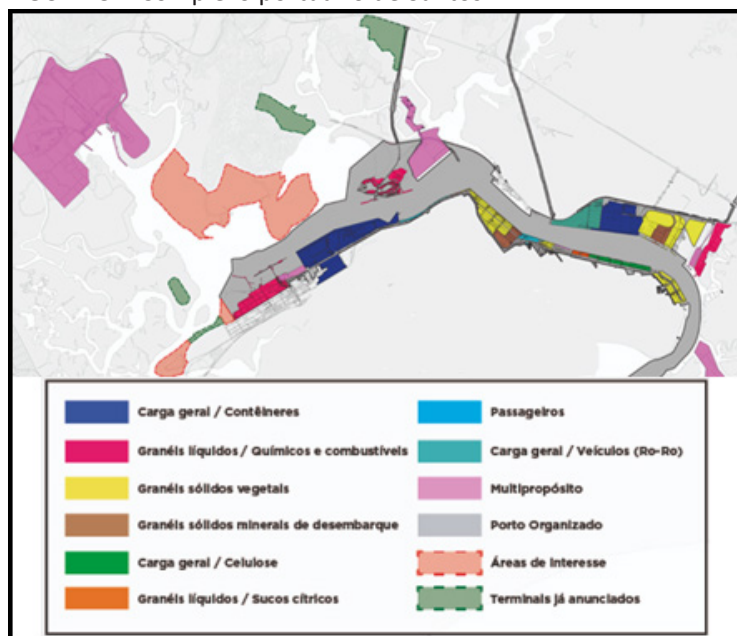 Carga geral / Contêineres
Passageiros
Granéis líquidos / Químicos e combustíveis
Carga geral / Veículos (Ro-Ro)
Granéis sólidos vegetais
Multipropósito
Granéis sólidos minerais de desembarque
Porto Organizado
Carga geral / Celulose
Áreas de Interesse
Granéis líquidos / Sucos cítricos
Terminais já anunciados